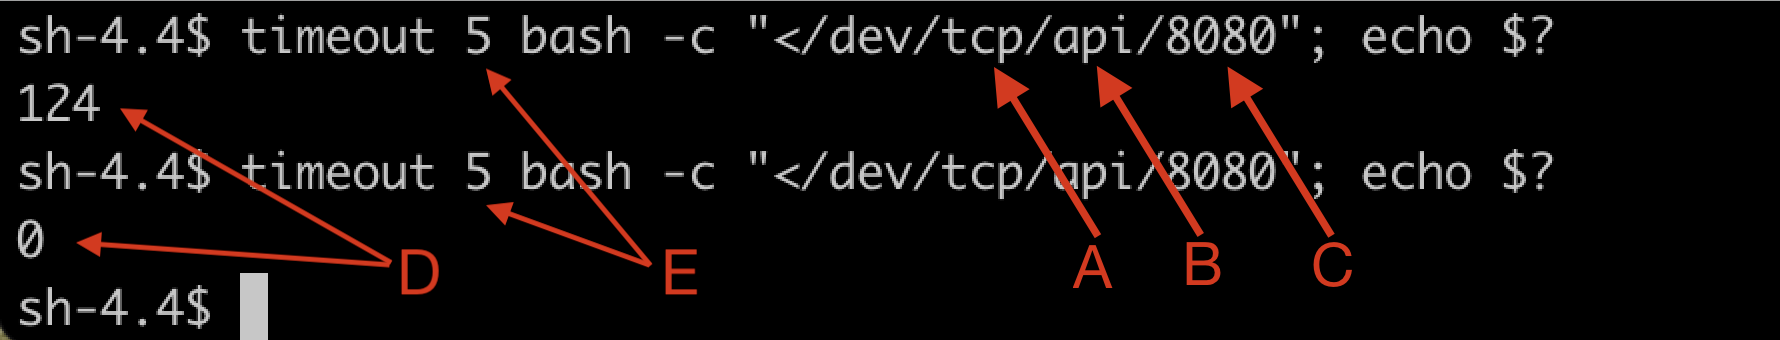 sh-4.4$ timeout 5 bash -c "</dev/tcp/api/8080"; echo $?
124
sh-4.4$ timeout 5 bash -c "</dev/tcp/api/8080"; echo $?
0
D E A B C
sh-4.4$